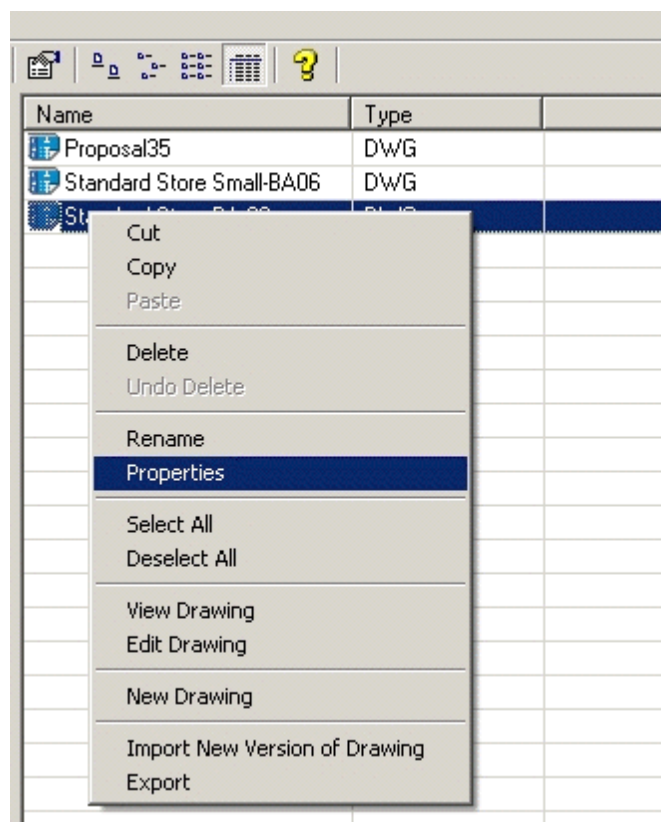 Name Type
Proposal35 DWG
Standard Store Small-BA06 DWG
Cut
Copy
Paste
Delete
Undo Delete
Rename
Properties
Select All
Deselect All
View Drawing
Edit Drawing
New Drawing
Import New Version of Drawing
Export